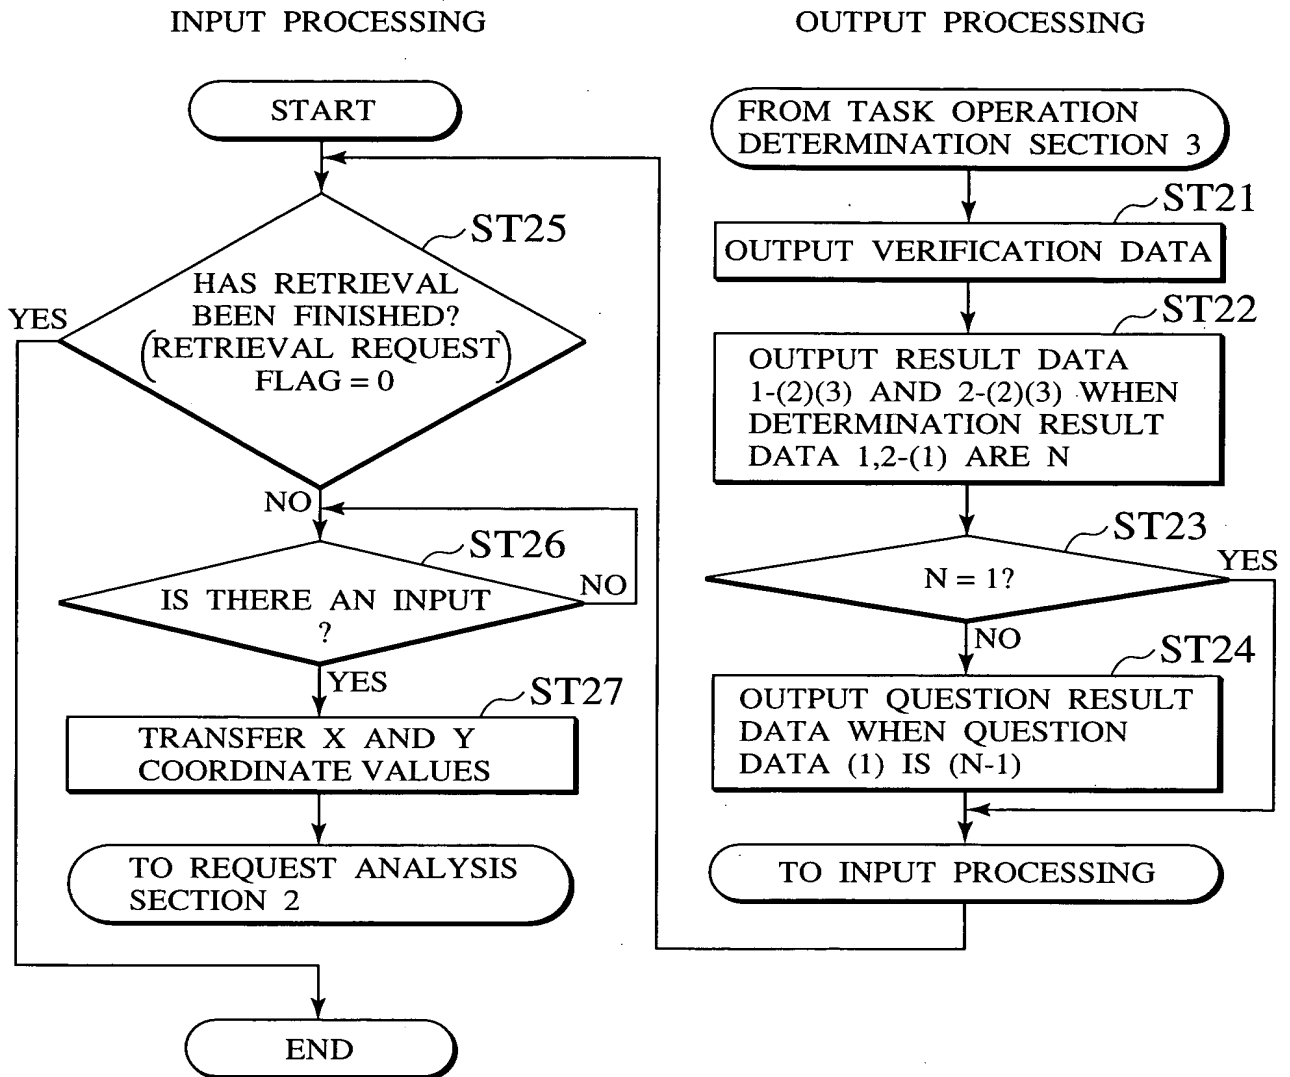 INPUT PROCESSING
START
ST25
HAS RETRIEVAL
BEEN FINISHED?
(RETRIEVAL REQUEST
FLAG = 0)
YES
NO
ST26
IS THERE AN INPUT
?
NO
YES
ST27
TRANSFER X AND Y
COORDINATE VALUES
TO REQUEST ANALYSIS
SECTION 2
END
OUTPUT PROCESSING
FROM TASK OPERATION
DETERMINATION SECTION 3
ST21
OUTPUT VERIFICATION DATA
ST22
OUTPUT RESULT DATA
1-(2)(3) AND 2-(2)(3) WHEN
DETERMINATION RESULT
DATA 1,2-(1) ARE N
ST23
N = 1?
YES
NO
ST24
OUTPUT QUESTION RESULT
DATA WHEN QUESTION
DATA (1) IS (N-1)
TO INPUT PROCESSING